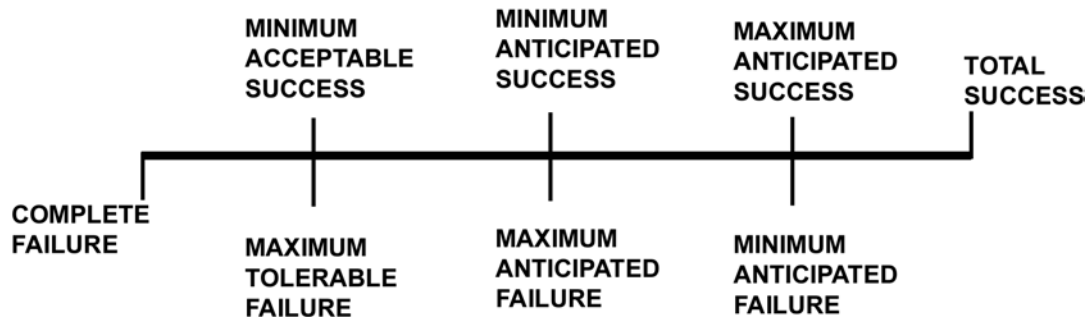 MINIMUM
ACCEPTABLE
SUCCESS
MINIMUM
ANTICIPATED
SUCCESS
MAXIMUM
ANTICIPATED
SUCCESS
TOTAL
SUCCESS
COMPLETE
FAILURE
MAXIMUM
TOLERABLE
FAILURE
MAXIMUM
ANTICIPATED
FAILURE
MINIMUM
ANTICIPATED
FAILURE